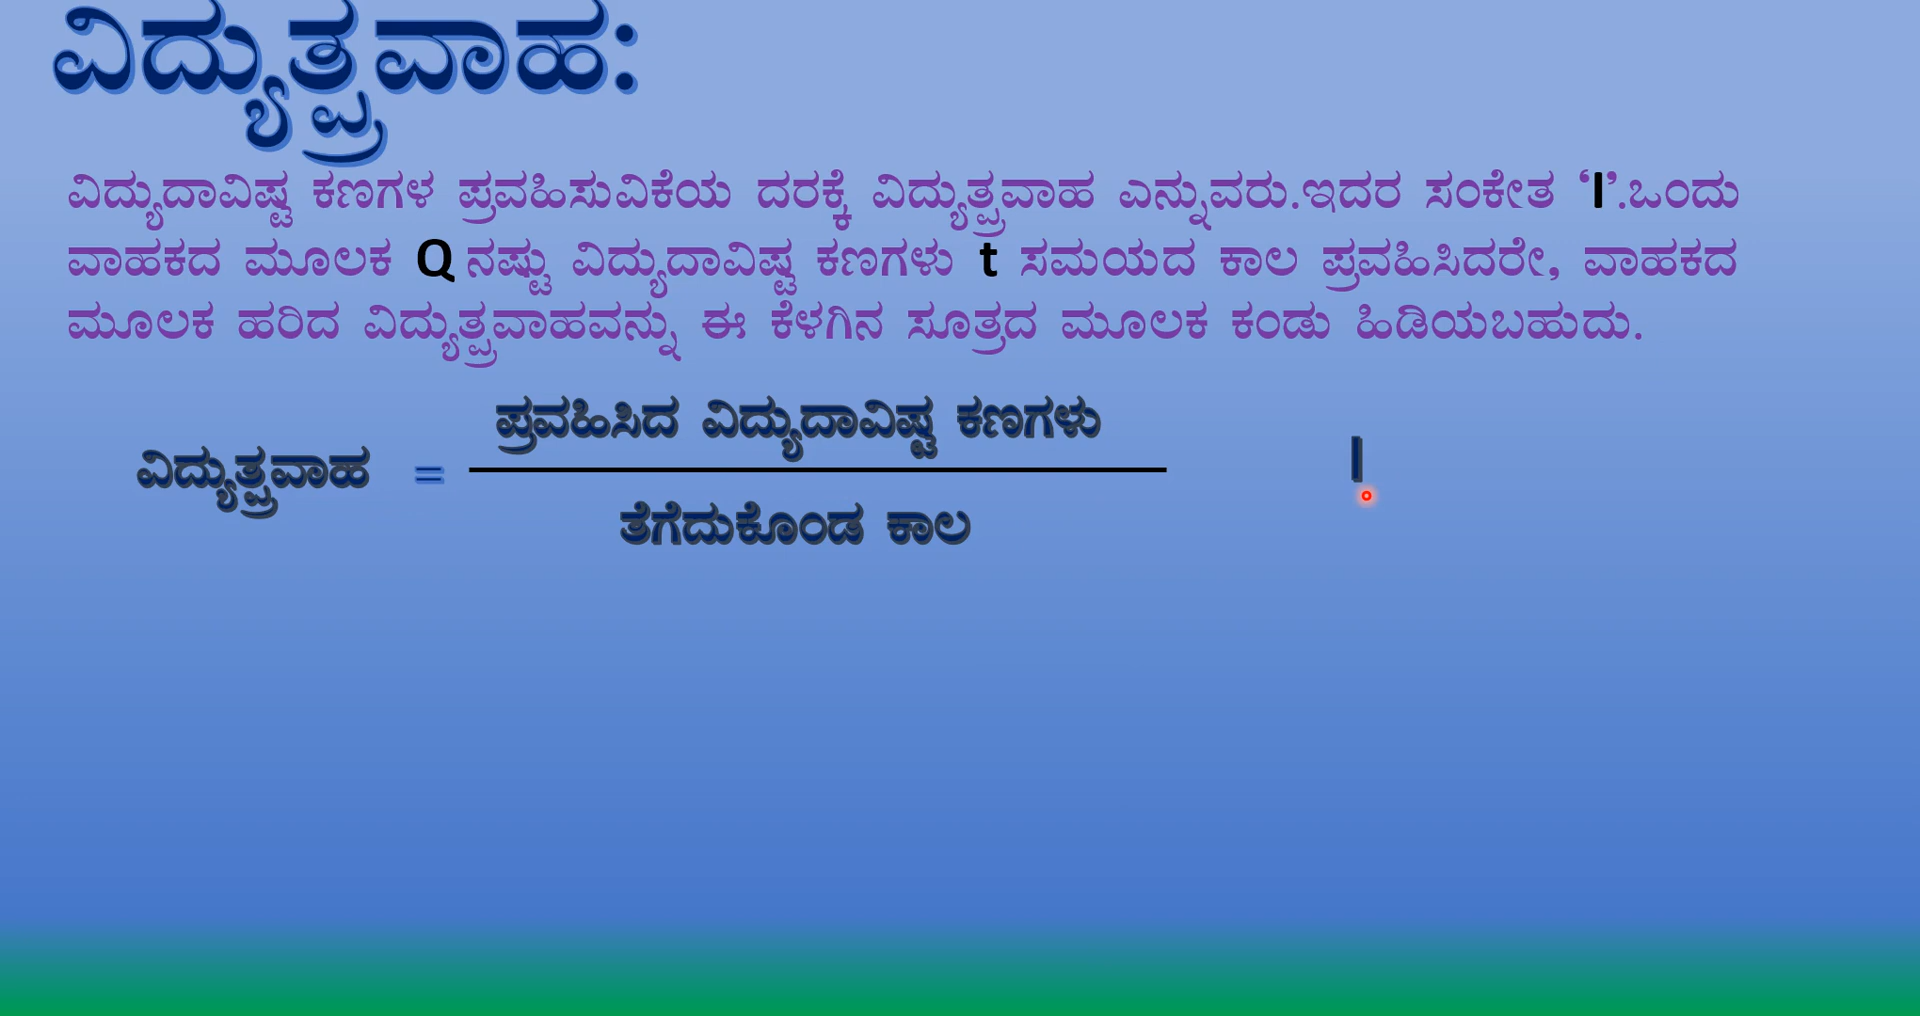 ವಿದ್ಯುತ್ಪ್ರವಾಹ:
ವಿದ್ಯುದಾವಿಷ್ಟ ಕಣಗಳ ಪ್ರವಹಿಸುವಿಕೆಯ ದರಕ್ಕೆ ವಿದ್ಯುತ್ಪ್ರವಾಹ ಎನ್ನುವರು.ಇದರ ಸಂಕೇತ ‘I’.ಒಂದು
ವಾಹಕದ ಮೂಲಕ Q ನಷ್ಟು ವಿದ್ಯುದಾವಿಷ್ಟ ಕಣಗಳು t ಸಮಯದ ಕಾಲ ಪ್ರವಹಿಸಿದರೇ, ವಾಹಕದ
ಮೂಲಕ ಹರಿದ ವಿದ್ಯುತ್ಪ್ರವಾಹವನ್ನು ಈ ಕೆಳಗಿನ ಸೂತ್ರದ ಮೂಲಕ ಕಂಡು ಹಿಡಿಯಬಹುದು.
ಪ್ರವಹಿಸಿದ ವಿದ್ಯುದಾವಿಷ್ಟ ಕಣಗಳು
ವಿದ್ಯುತ್ಪ್ರವಾಹ = I
ತೆಗೆದುಕೊಂಡ ಕಾಲ